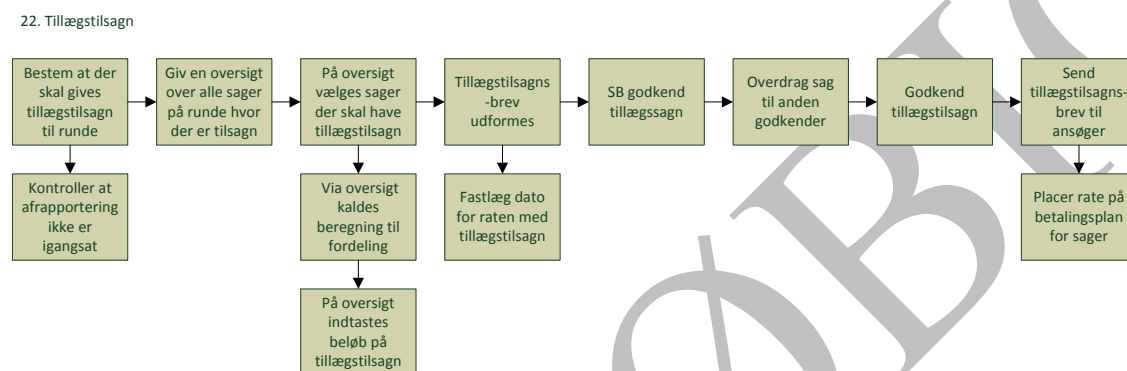 22. Tillægstilsagn
Bestem at der
skal gives
tillægstilsagn
til runde
Giv en oversigt
over alle sager
på runde hvor
der er tilsagn
På oversigt
vælges sager
der skal have
tillægstilsagn
Tillægstilsagns
-brev
udformes
SB godkend
tillægssag
Overdrag sag
til anden
godkender
Godkend
tillægstilsagn
Send
tillægstilsagns-
brev til
ansøger
Kontroller at
afrapportering
ikke er
igangsat
Via oversigt
kaldes
beregning til
fordeling
Fastlæg dato
for raten med
tillægstilsagn
Placer rate på
betalingsplan
for sager
På oversigt
indtastes
beløb på
tillægstilsagn